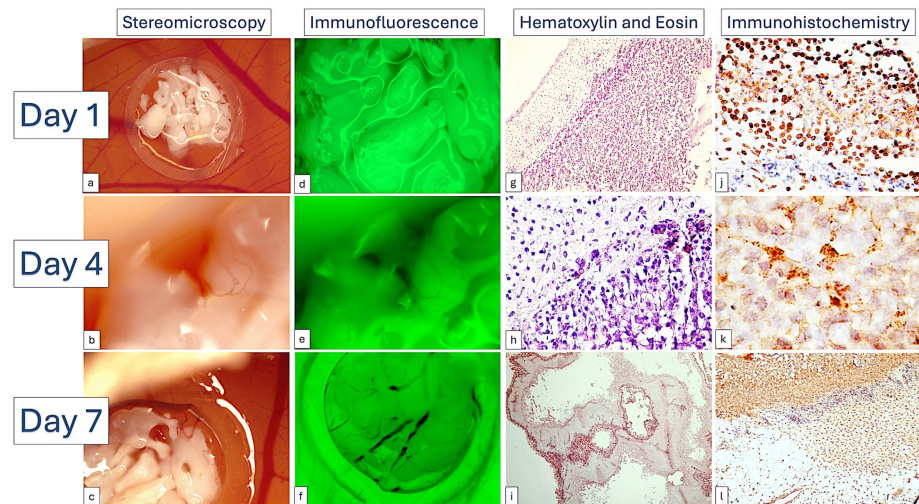 Stereomicroscopy
Immunofluorescence
Hematoxylin and Eosin
Immunohistochemistry
Day 1
a
d
g
j
Day 4
b
e
h
k
Day 7
c
f
i
l